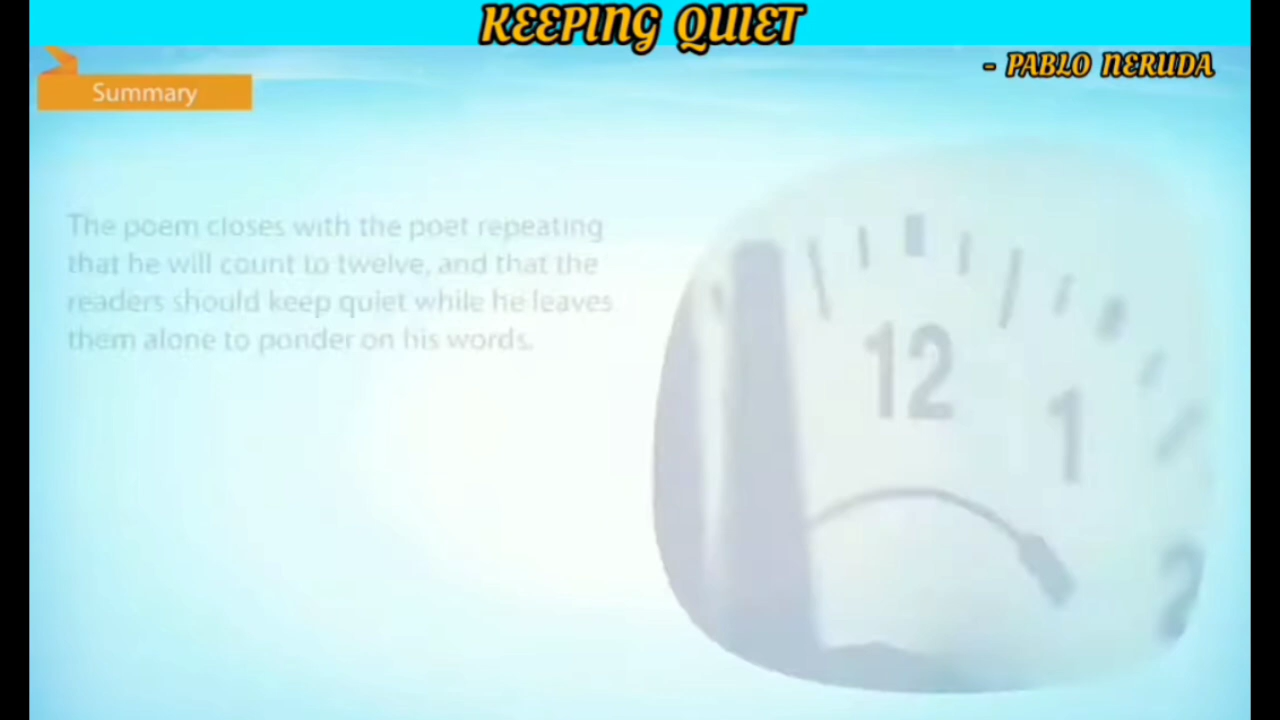 KEEPING QUIET
- PABLO NERUDA
Summary
The poem closes with the poet repeating
that he will count to twelve, and that the
readers should keep quiet while he leaves
them alone to ponder on his words.
12
1
2